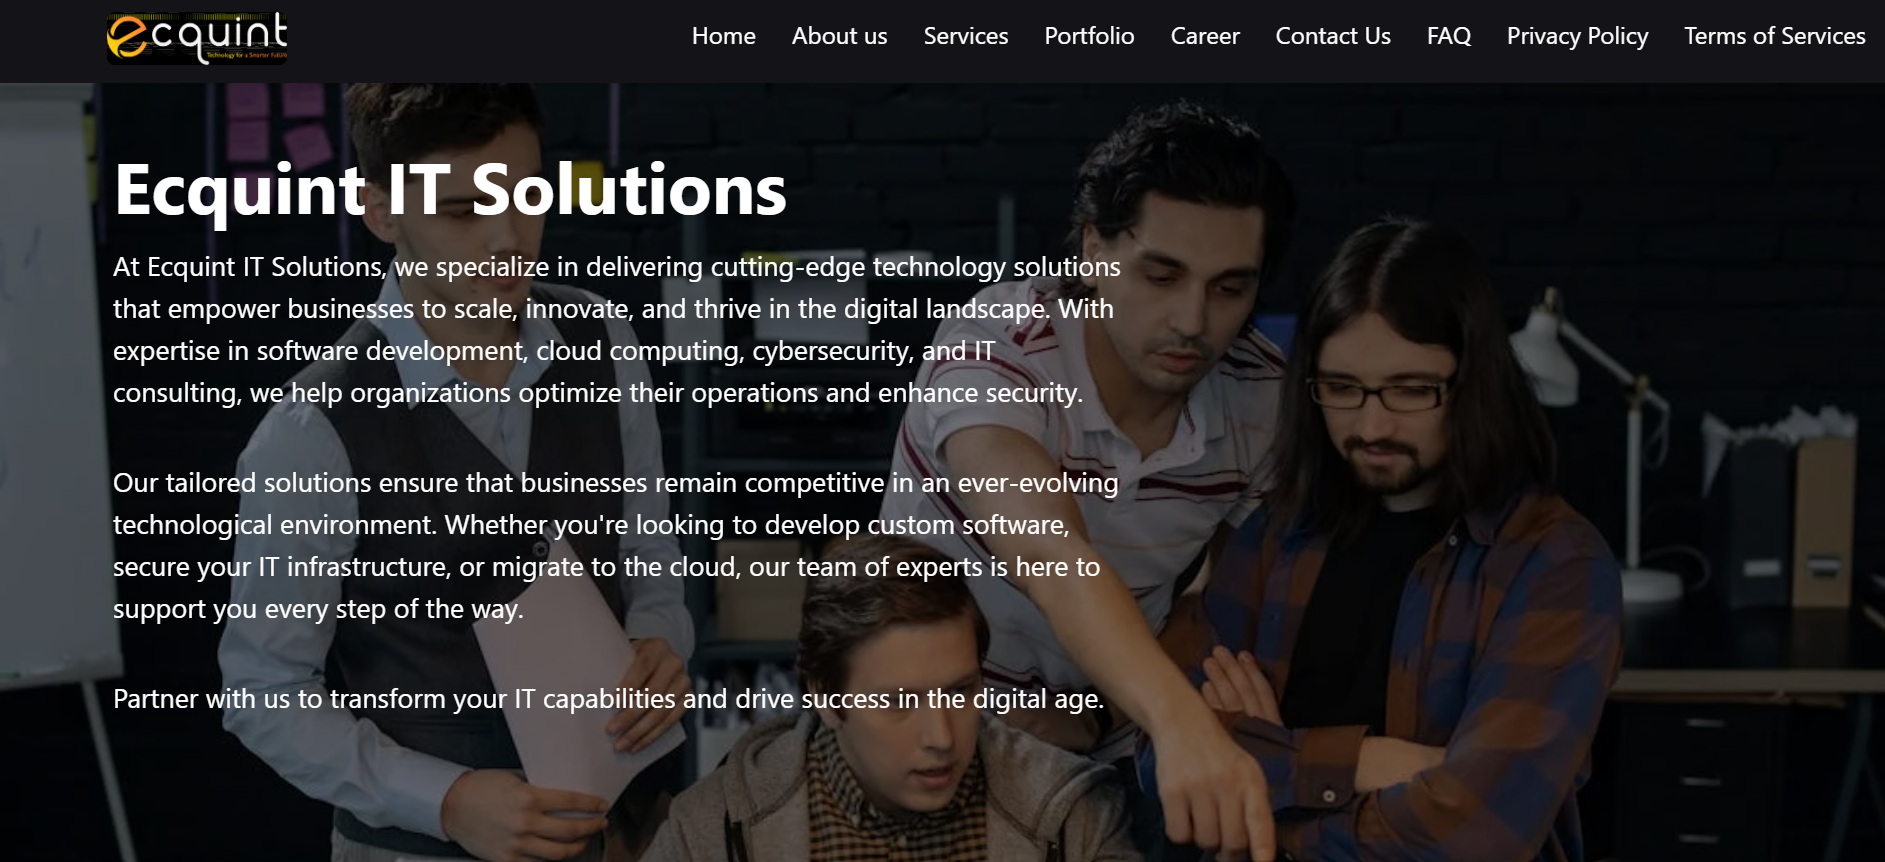 ecquint
Technology for a Smarter Future
Home About us Services Portfolio Career Contact Us FAQ Privacy Policy Terms of Services
Ecquint IT Solutions
At Ecquint IT Solutions, we specialize in delivering cutting-edge technology solutions
that empower businesses to scale, innovate, and thrive in the digital landscape. With
expertise in software development, cloud computing, cybersecurity, and IT
consulting, we help organizations optimize their operations and enhance security.
Our tailored solutions ensure that businesses remain competitive in an ever-evolving
technological environment. Whether you're looking to develop custom software,
secure your IT infrastructure, or migrate to the cloud, our team of experts is here to
support you every step of the way.
Partner with us to transform your IT capabilities and drive success in the digital age.